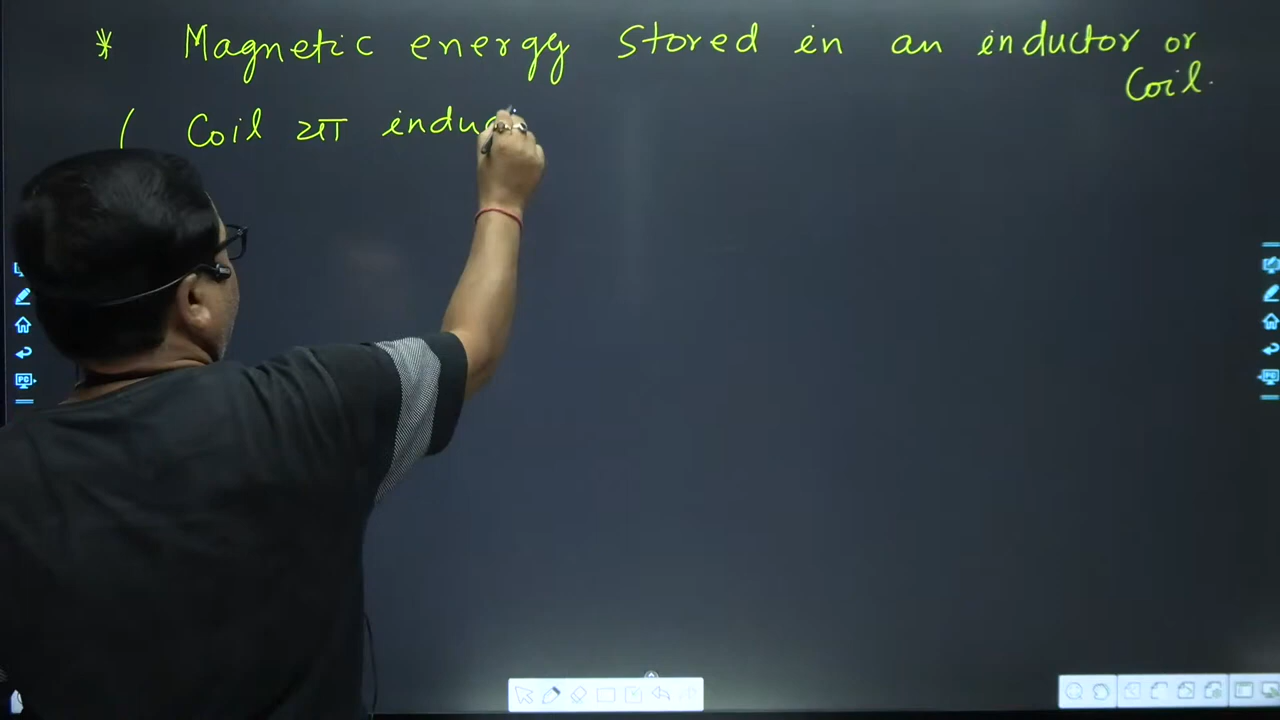 * Magnetic energy stored in an inductor or
Coil.
( Coil या